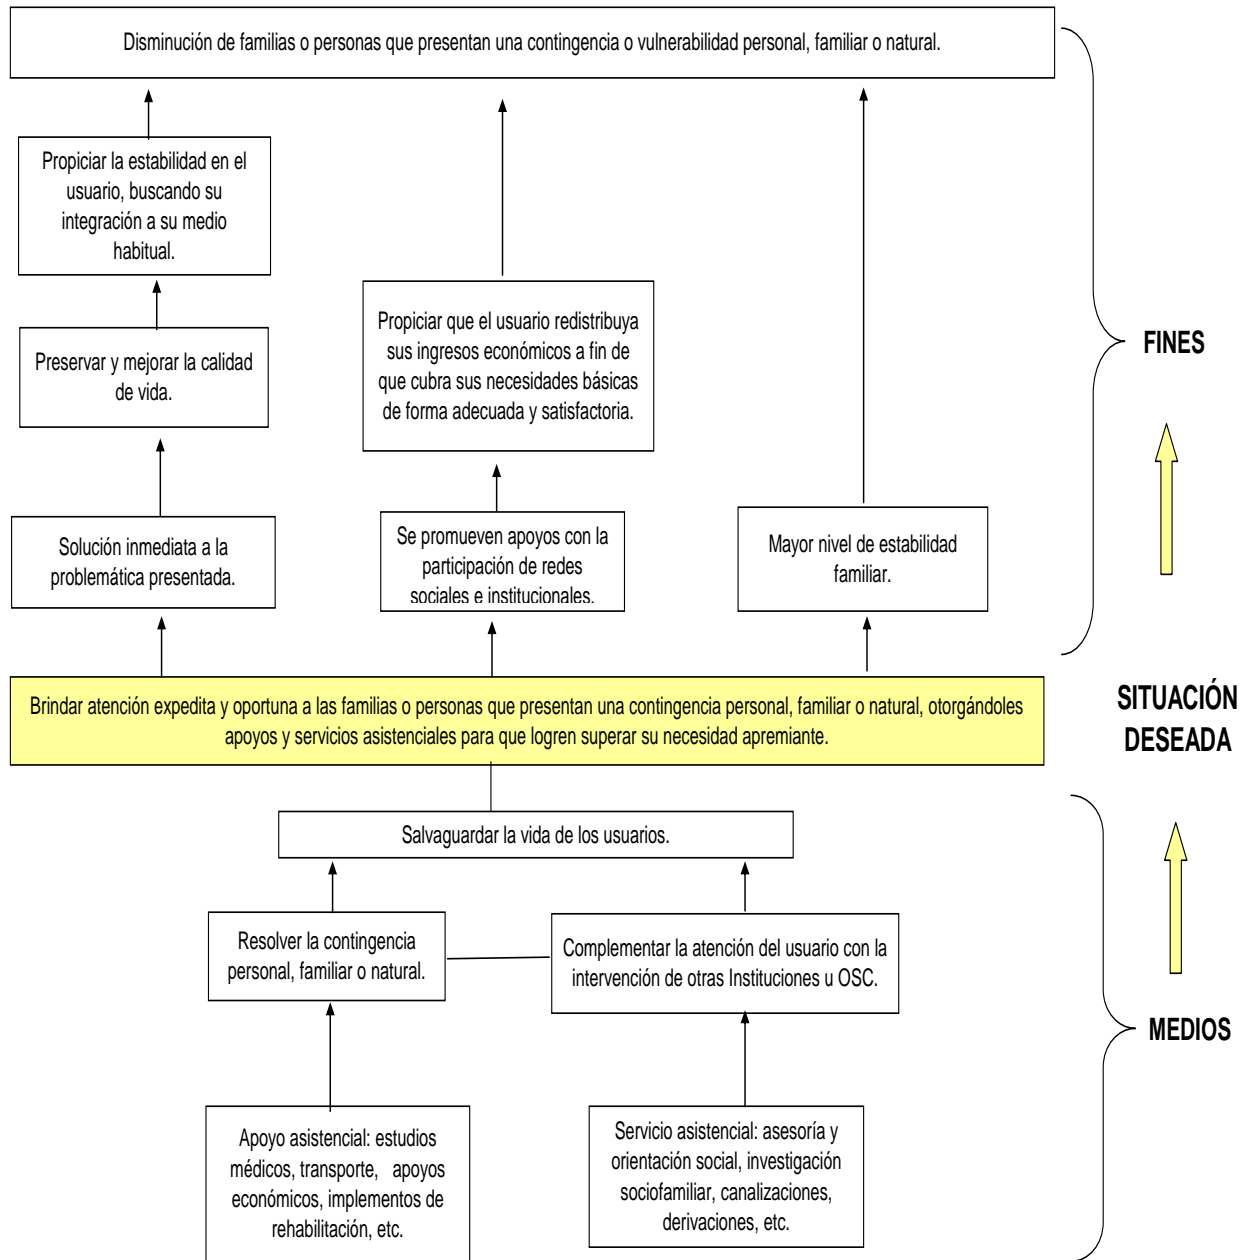 Disminución de familias o personas que presentan una contingencia o vulnerabilidad personal, familiar o natural.
Propiciar la estabilidad en el
usuario, buscando su
integración a su medio
habitual.
Propiciar que el usuario redistribuya
sus ingresos económicos a fin de
que cubra sus necesidades básicas
de forma adecuada y satisfactoria.
Preservar y mejorar la calidad
de vida.
FINES
Solución inmediata a la
problemática presentada.
Se promueven apoyos con la
participación de redes
sociales e institucionales.
Mayor nivel de estabilidad
familiar.
Brindar atención expedita y oportuna a las familias o personas que presentan una contingencia personal, familiar o natural, otorgándoles
apoyos y servicios asistenciales para que logren superar su necesidad apremiante.
SITUACIÓN
DESEADA
Salvaguardar la vida de los usuarios.
Resolver la contingencia
personal, familiar o natural.
Complementar la atención del usuario con la
intervención de otras Instituciones u OSC.
MEDIOS
Apoyo asistencial: estudios
médicos, transporte, apoyos
económicos, implementos de
rehabilitación, etc.
Servicio asistencial: asesoría y
orientación social, investigación
sociofamiliar, canalizaciones,
derivaciones, etc.